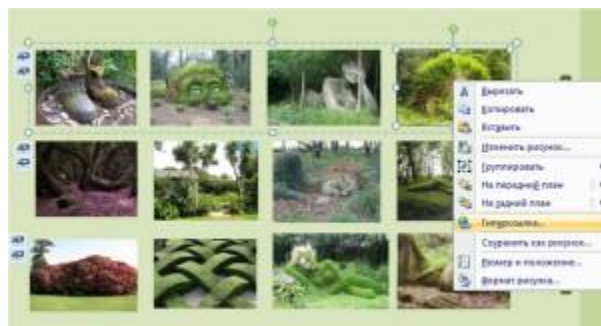 Вырезать
Копировать
Вставить
Изменить рисунок...
Группировать
На передний план
На задний план
Гиперссылка...
Сохранить как рисунок...
Размер и положение...
Формат рисунка...